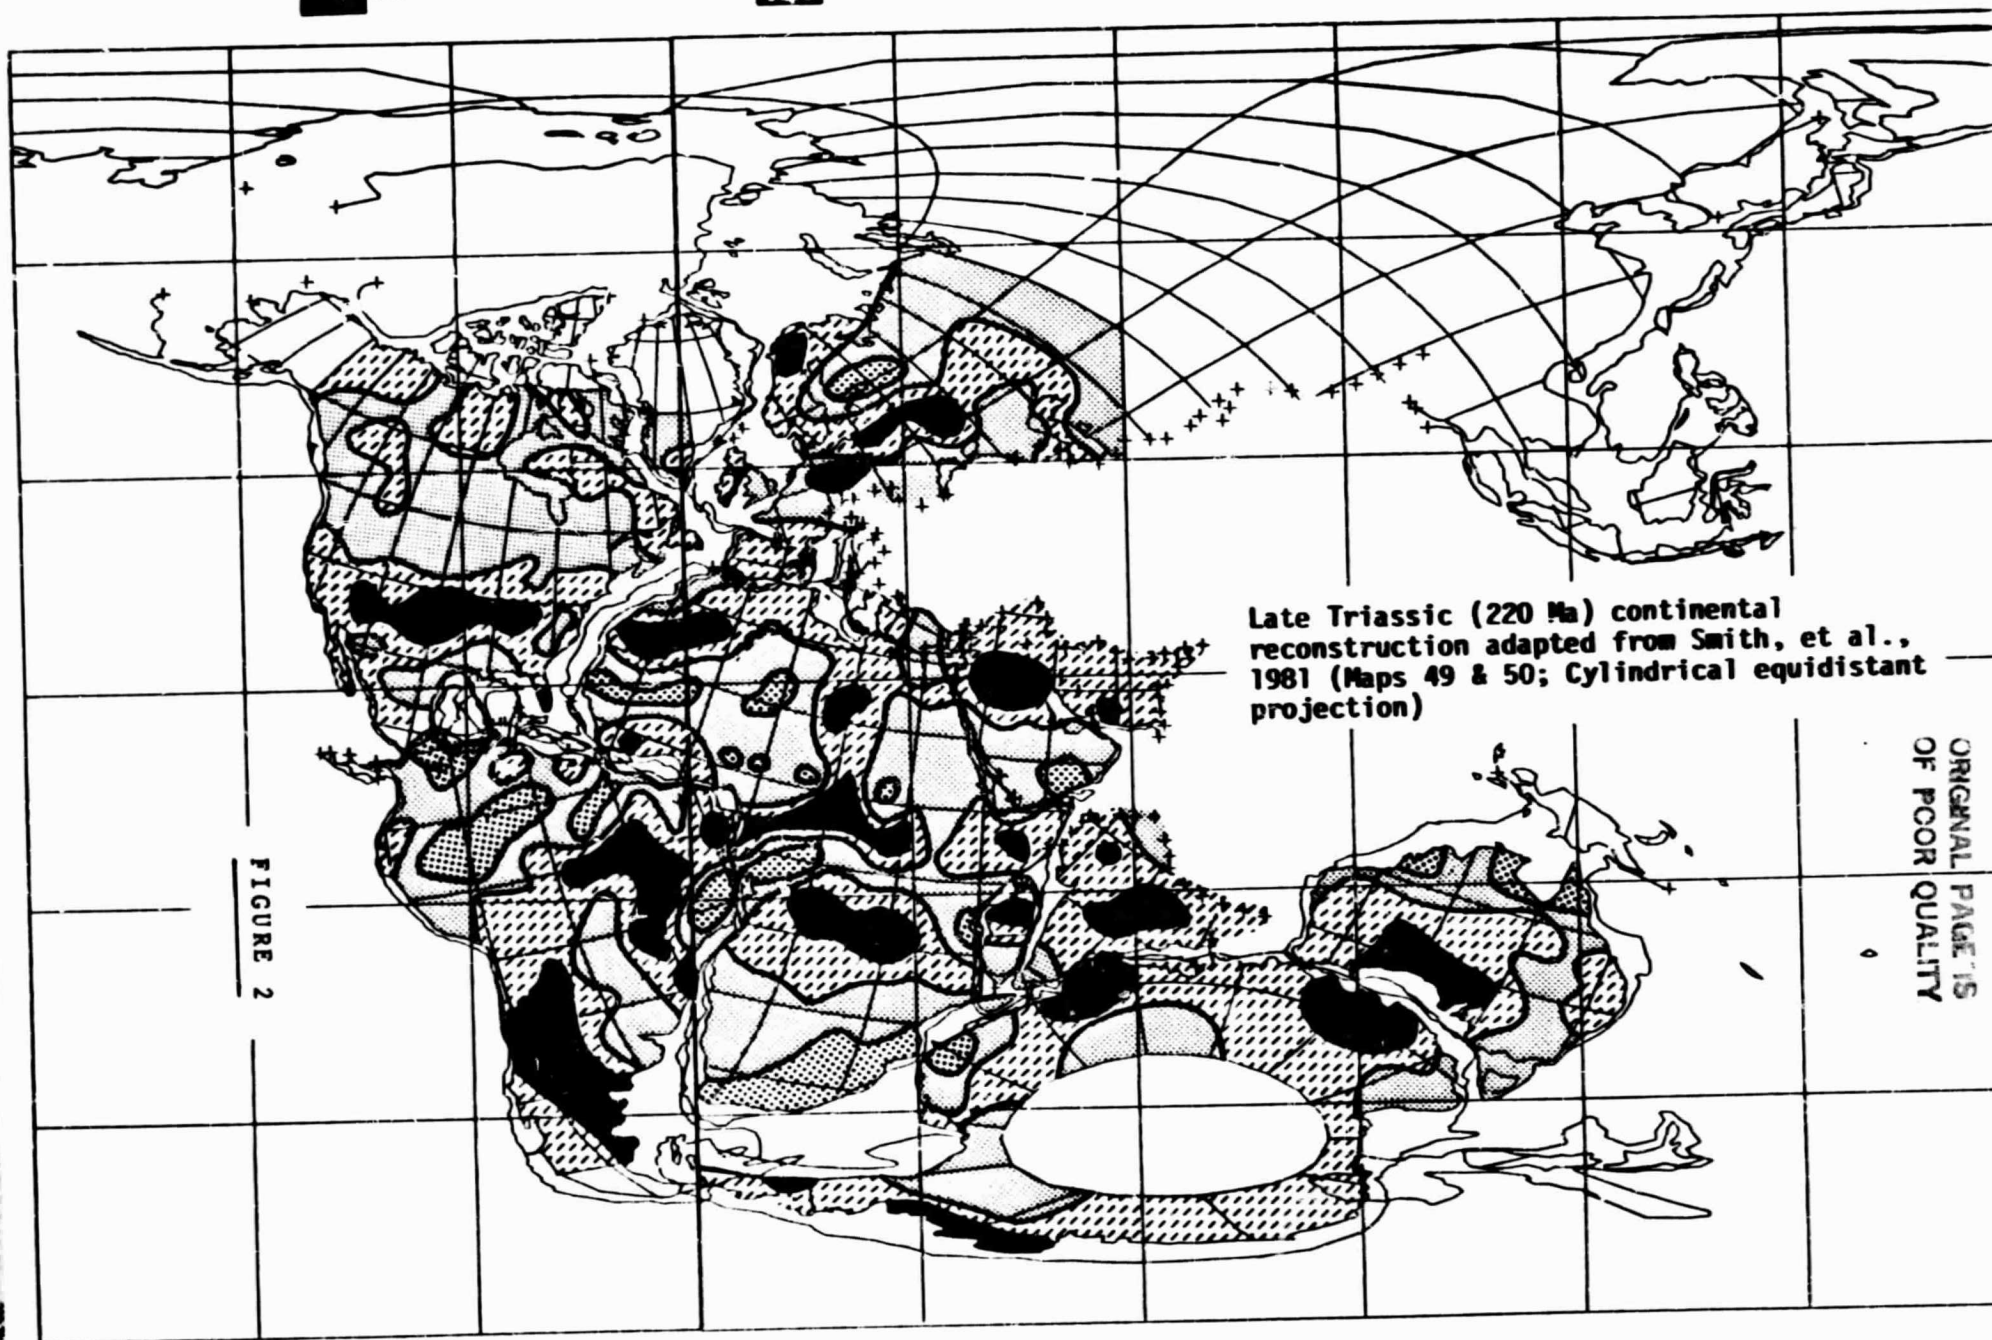 Late Triassic (220 Ma) continental
reconstruction adapted from Smith, et al.,
1981 (Maps 49 & 50; Cylindrical equidistant
projection)
FIGURE 2
ORIGINAL PAGE IS
OF POOR QUALITY